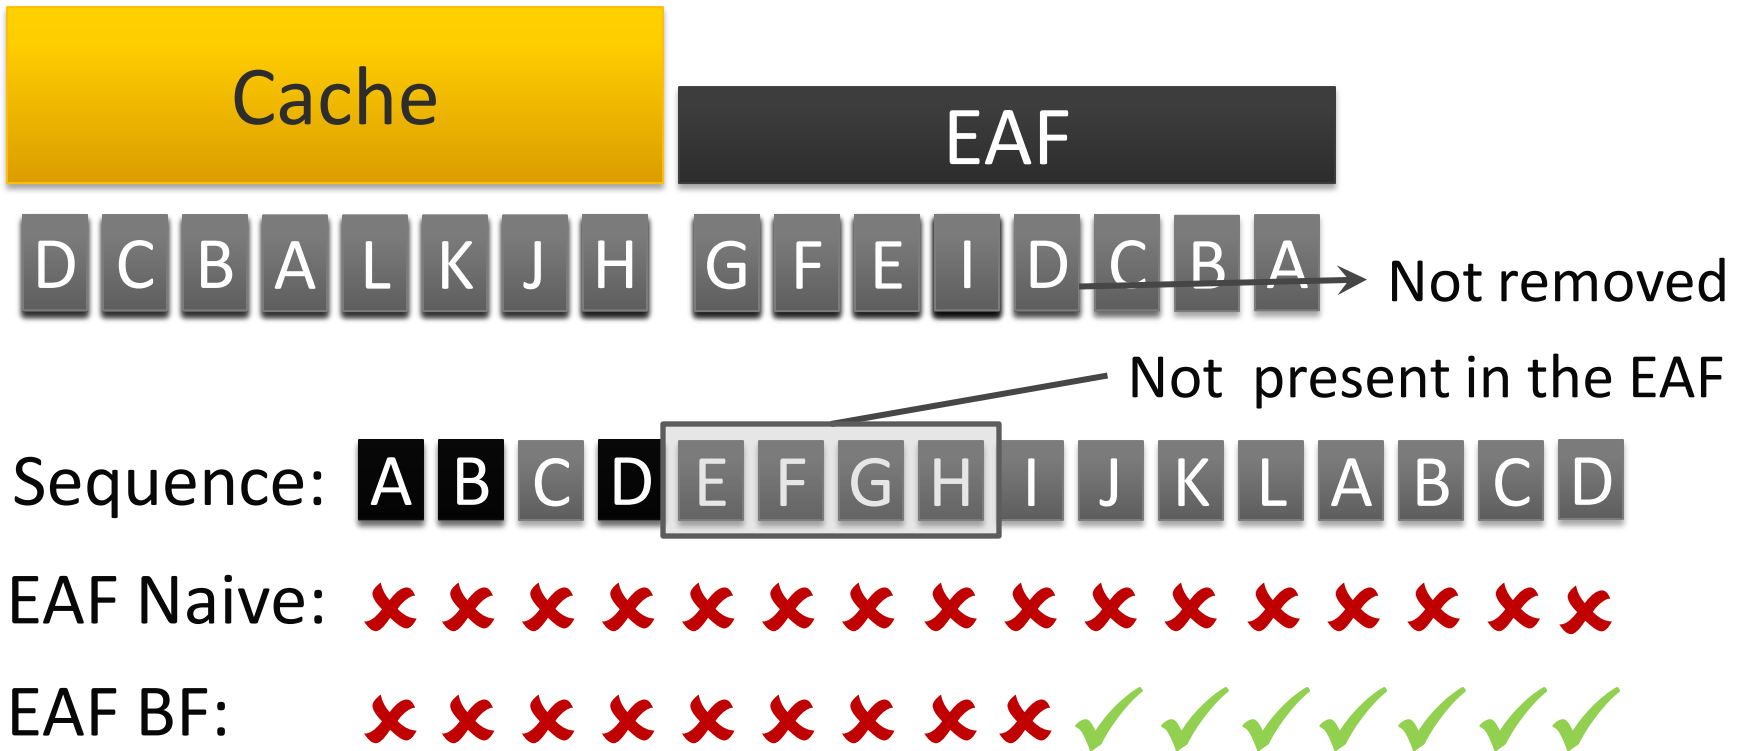 Cache
EAF
D C B A L K J H G F E I D C B A
Not removed
Not present in the EAF
Sequence: A B C D E F G H I J K L A B C D
EAF Naive:
EAF BF: